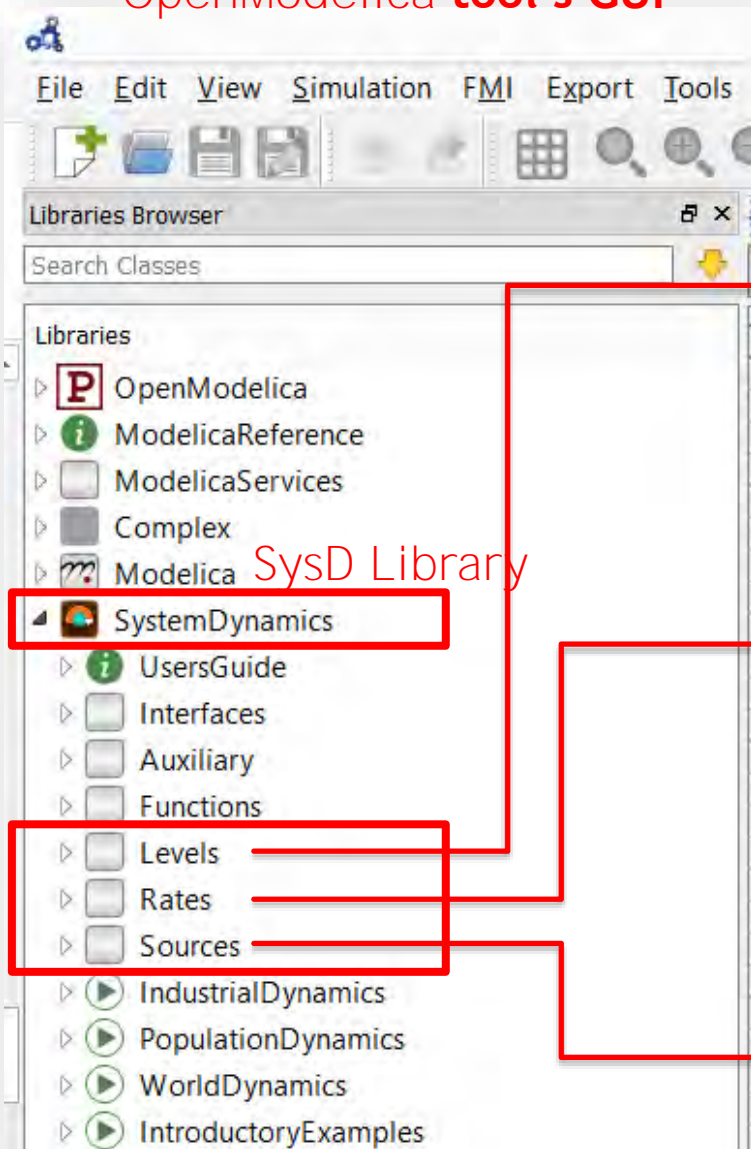 OpenModelica tool's GUI
File Edit View Simulation FMI Export Tools
Libraries Browser
Search Classes
Libraries
P OpenModelica
i ModelicaReference
ModelicaServices
Complex
Modelica SysD Library
SystemDynamics
i UsersGuide
Interfaces
Auxiliary
Functions
Levels
Rates
Sources
IndustrialDynamics
PopulationDynamics
WorldDynamics
IntroductoryExamples